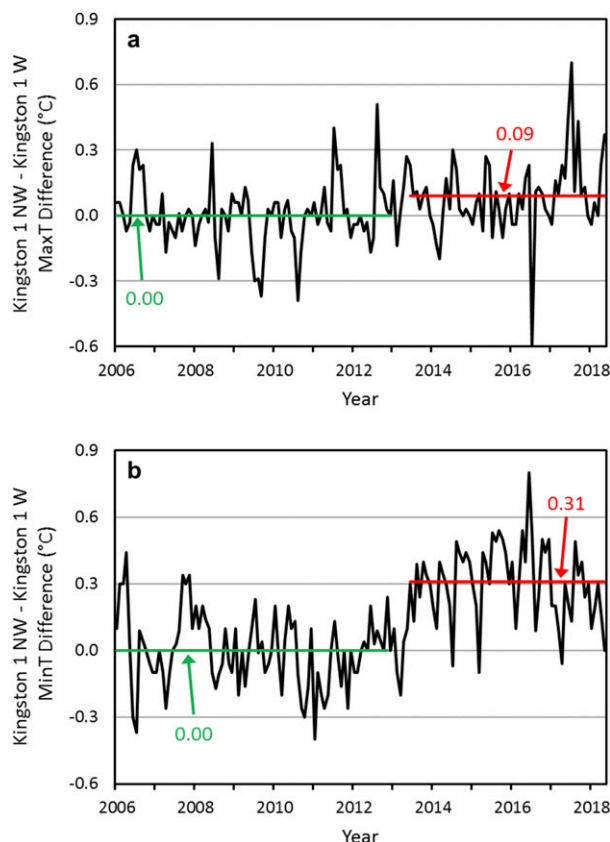 a
Kingston 1 NW - Kingston 1 W
MaxT Difference (°C)
0.9
0.6
0.3
0.0
-0.3
-0.6
0.09
0.00
2006 2008 2010 2012 2014 2016 2018
Year
b
Kingston 1 NW - Kingston 1 W
MinT Difference (°C)
0.9
0.6
0.3
0.0
-0.3
-0.6
0.31
0.00
2006 2008 2010 2012 2014 2016 2018
Year